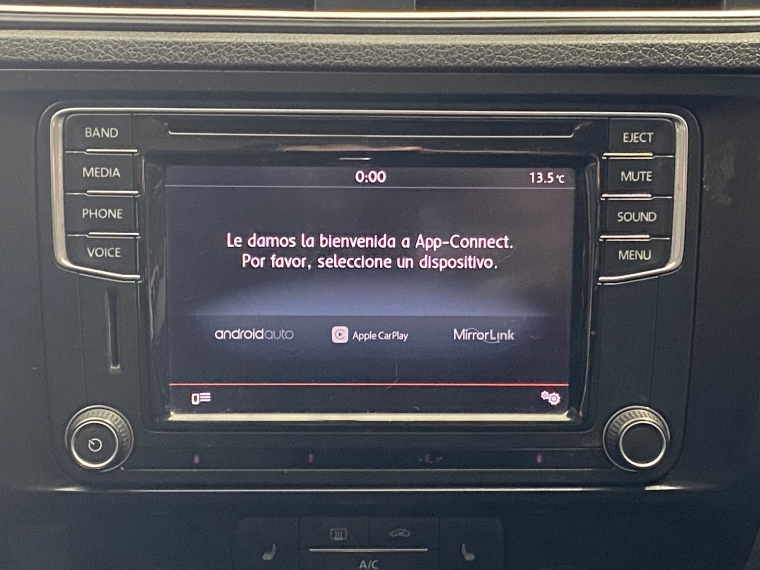 BAND
EJECT
MEDIA
MUTE
PHONE
SOUND
VOICE
MENU
0:00
13.5°C
Le damos la bienvenida a App-Connect.
Por favor, seleccione un dispositivo.
androidauto
Apple CarPlay
MirrorLink
A/C